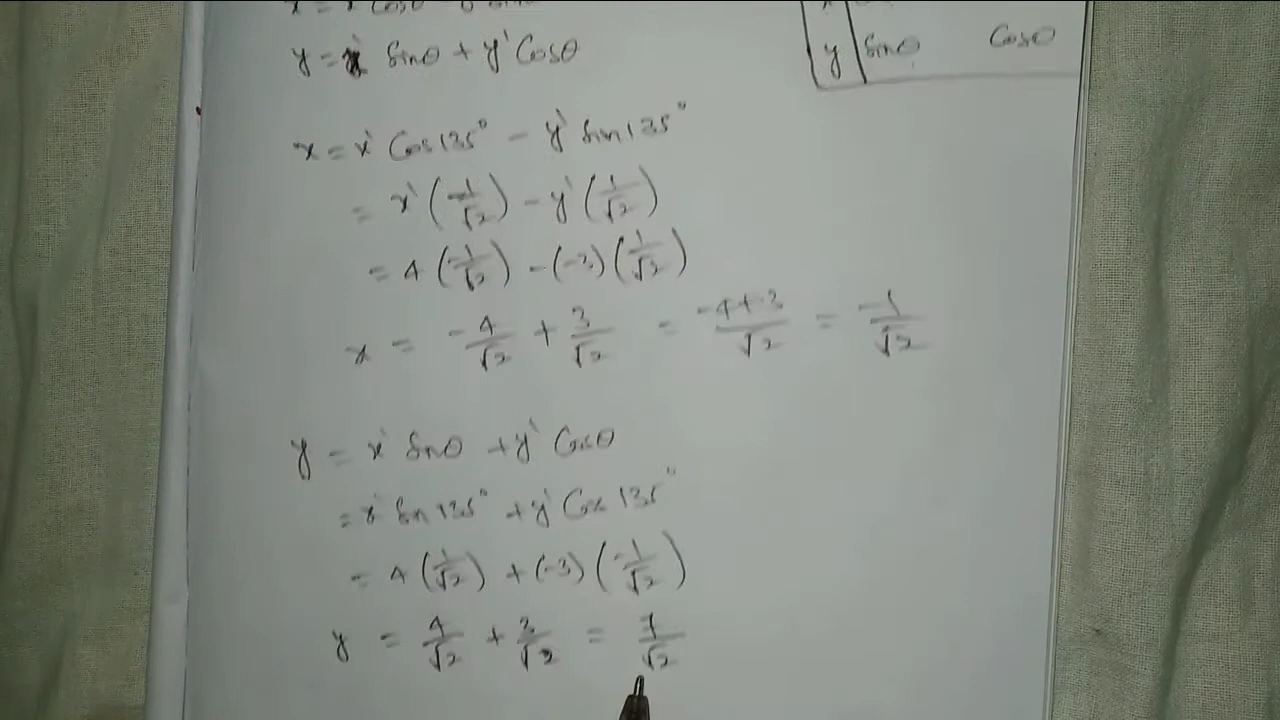 x = x' Cosθ
y = x' Sinθ + y' Cosθ
y | Sinθ Cosθ
x = x' Cos135° - y' Sin135°
= x' (-1/√2) - y' (1/√2)
= 4 (-1/√2) - (-3) (1/√2)
x = -4/√2 + 3/√2 = -4+3/√2 = -1/√2
y = x' Sinθ + y' Cosθ
= x' Sin135° + y' Cos135°
= 4 (1/√2) + (-3) (-1/√2)
y = 4/√2 + 3/√2 = 7/√2